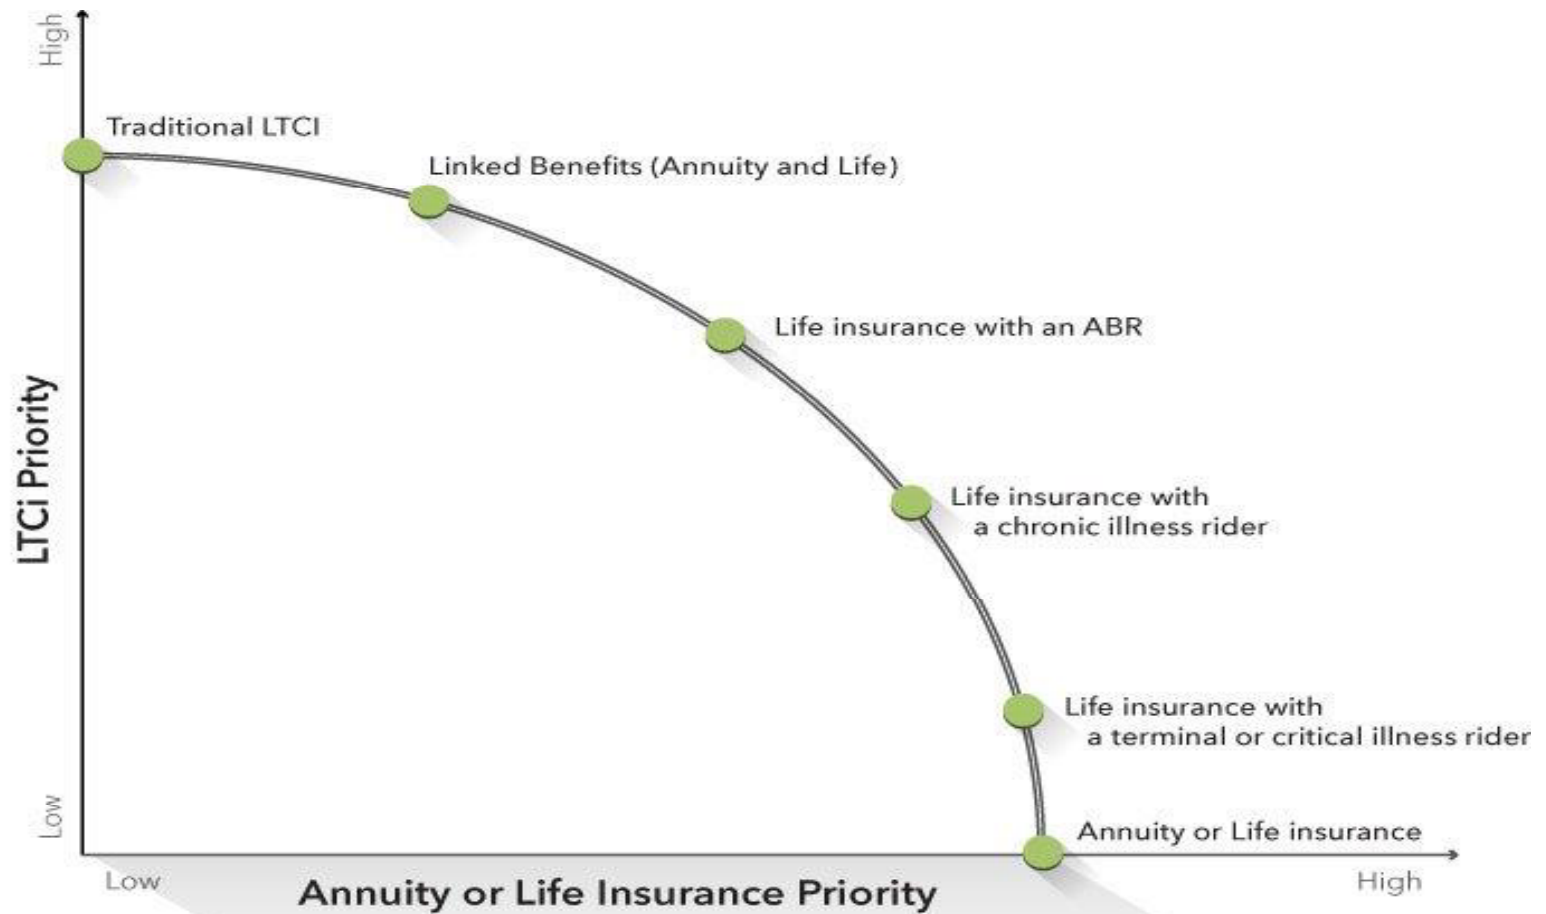 High
Traditional LTCI
Linked Benefits (Annuity and Life)
Life insurance with an ABR
LTCi Priority
Life insurance with
a chronic illness rider
Life insurance with
a terminal or critical illness rider
Low
Annuity or Life insurance
Low
Annuity or Life Insurance Priority
High